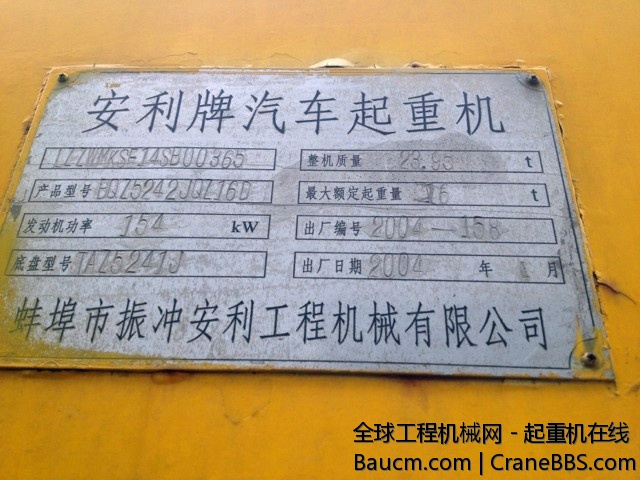 安利牌汽车起重机
整机质量 23.95 t
产品型号 BQZ5242JQZ16D 最大额定起重量 16 t
发动机功率 154 kW 出厂编号 2004-158
底盘型号 TAZ5241J 出厂日期 2004 年 月
蚌埠市振冲安利工程机械有限公司
全球工程机械网 - 起重机在线
Baucm.com | CraneBBS.com